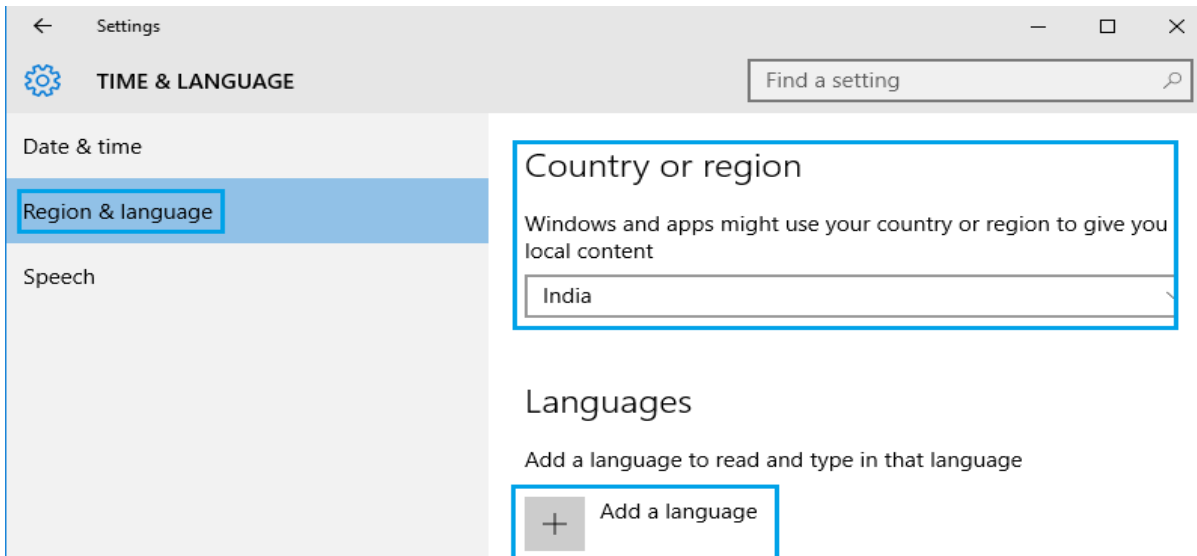 Settings
TIME & LANGUAGE
Find a setting
Date & time
Region & language
Speech
Country or region
Windows and apps might use your country or region to give you
local content
India
Languages
Add a language to read and type in that language
Add a language